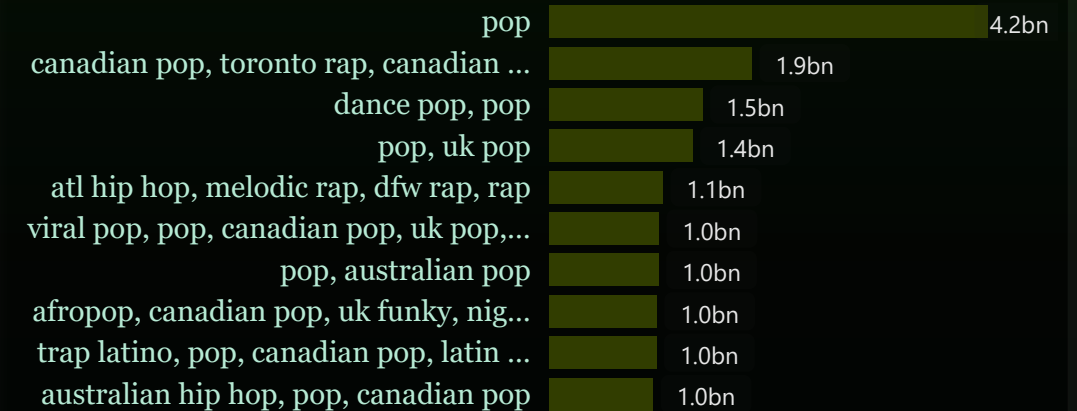 pop 4.2bn
canadian pop, toronto rap, canadian ... 1.9bn
dance pop, pop 1.5bn
pop, uk pop 1.4bn
atl hip hop, melodic rap, dfw rap, rap 1.1bn
viral pop, pop, canadian pop, uk pop,... 1.0bn
pop, australian pop 1.0bn
afropop, canadian pop, uk funky, nig... 1.0bn
trap latino, pop, canadian pop, latin ... 1.0bn
australian hip hop, pop, canadian pop 1.0bn